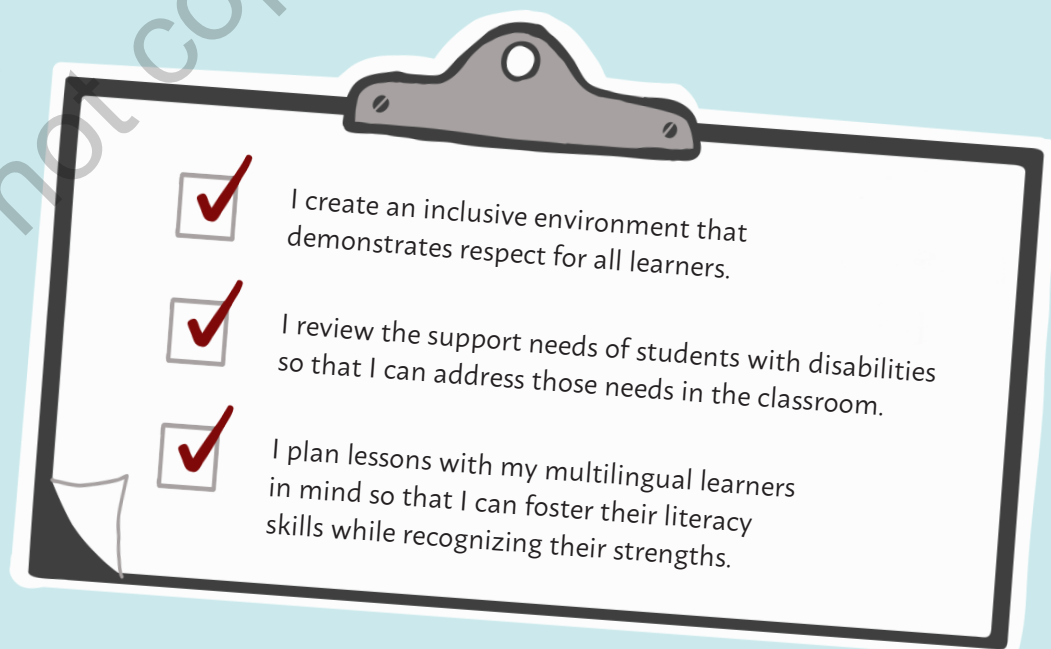 not co
I create an inclusive environment that
demonstrates respect for all learners.
I review the support needs of students with disabilities
so that I can address those needs in the classroom.
I plan lessons with my multilingual learners
in mind so that I can foster their literacy
skills while recognizing their strengths.